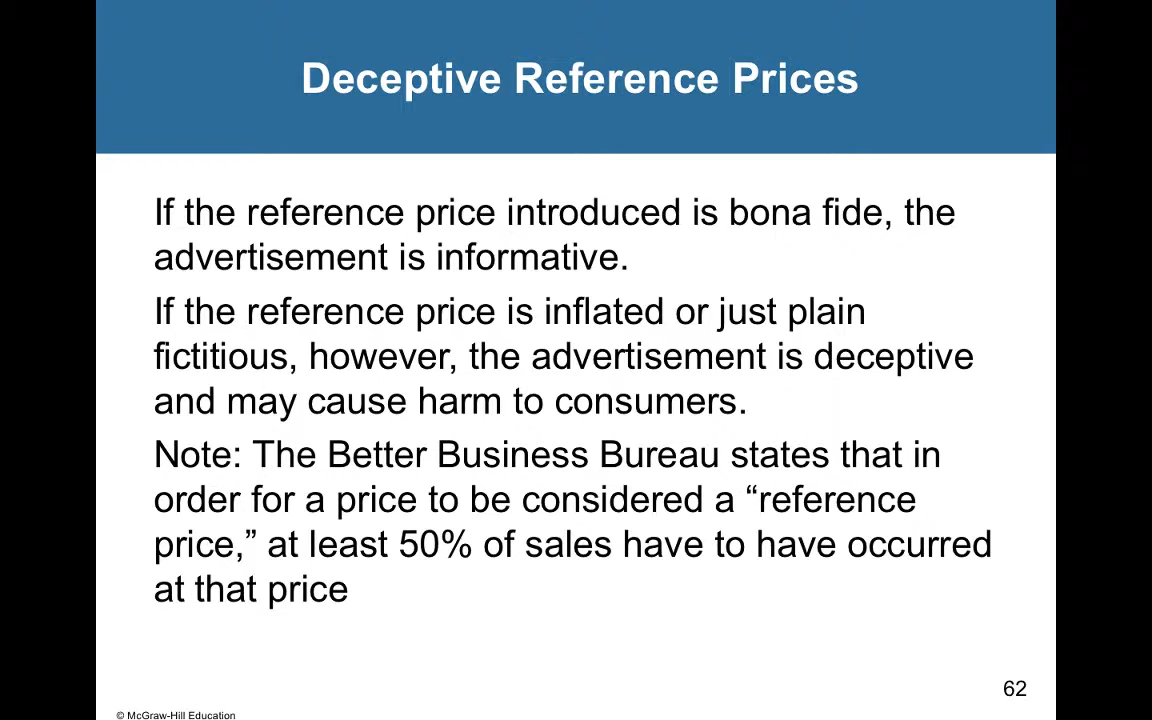 Deceptive Reference Prices
If the reference price introduced is bona fide, the
advertisement is informative.
If the reference price is inflated or just plain
fictitious, however, the advertisement is deceptive
and may cause harm to consumers.
Note: The Better Business Bureau states that in
order for a price to be considered a “reference
price,” at least 50% of sales have to have occurred
at that price
62
© McGraw-Hill Education